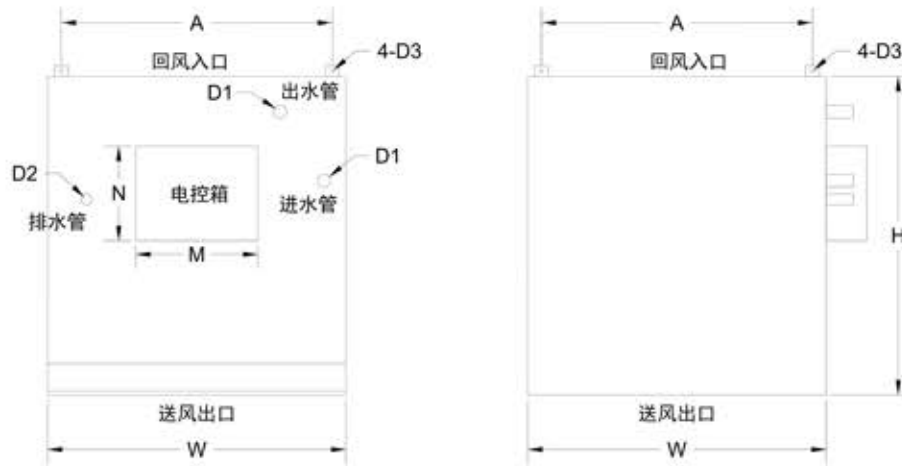 A
回风入口
4-D3
D1
出水管
D1
D2
N
电控箱
排水管
进水管
M
送风出口
W
A
回风入口
4-D3
H
送风出口
W